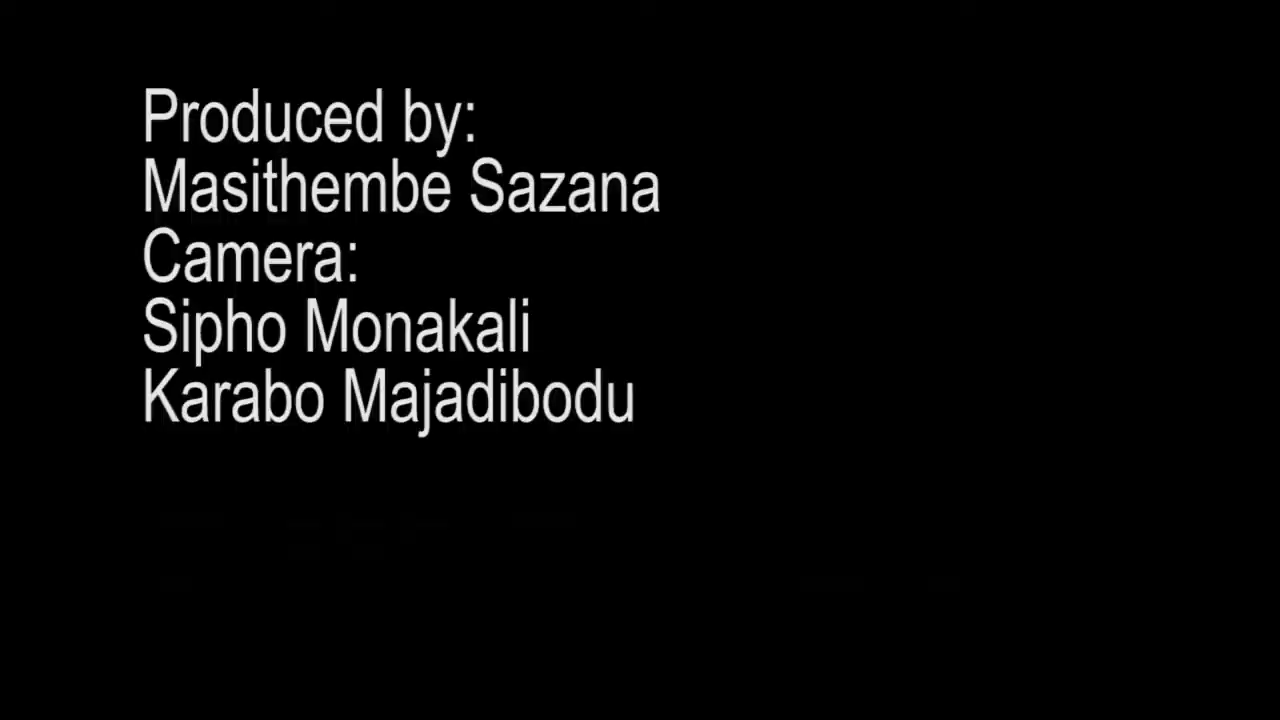 Produced by:
Masithembe Sazana
Camera:
Sipho Monakali
Karabo Majadibodu